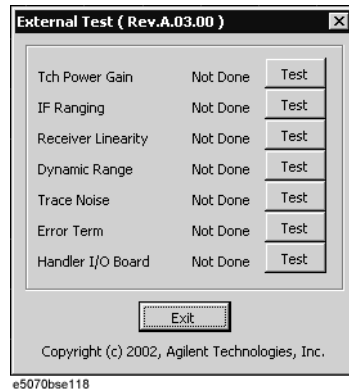 External Test ( Rev.A.03.00 )
Tch Power Gain Not Done Test
IF Ranging Not Done Test
Receiver Linearity Not Done Test
Dynamic Range Not Done Test
Trace Noise Not Done Test
Error Term Not Done Test
Handler I/O Board Not Done Test
Exit
Copyright (c) 2002, Agilent Technologies, Inc.
e5070bse118